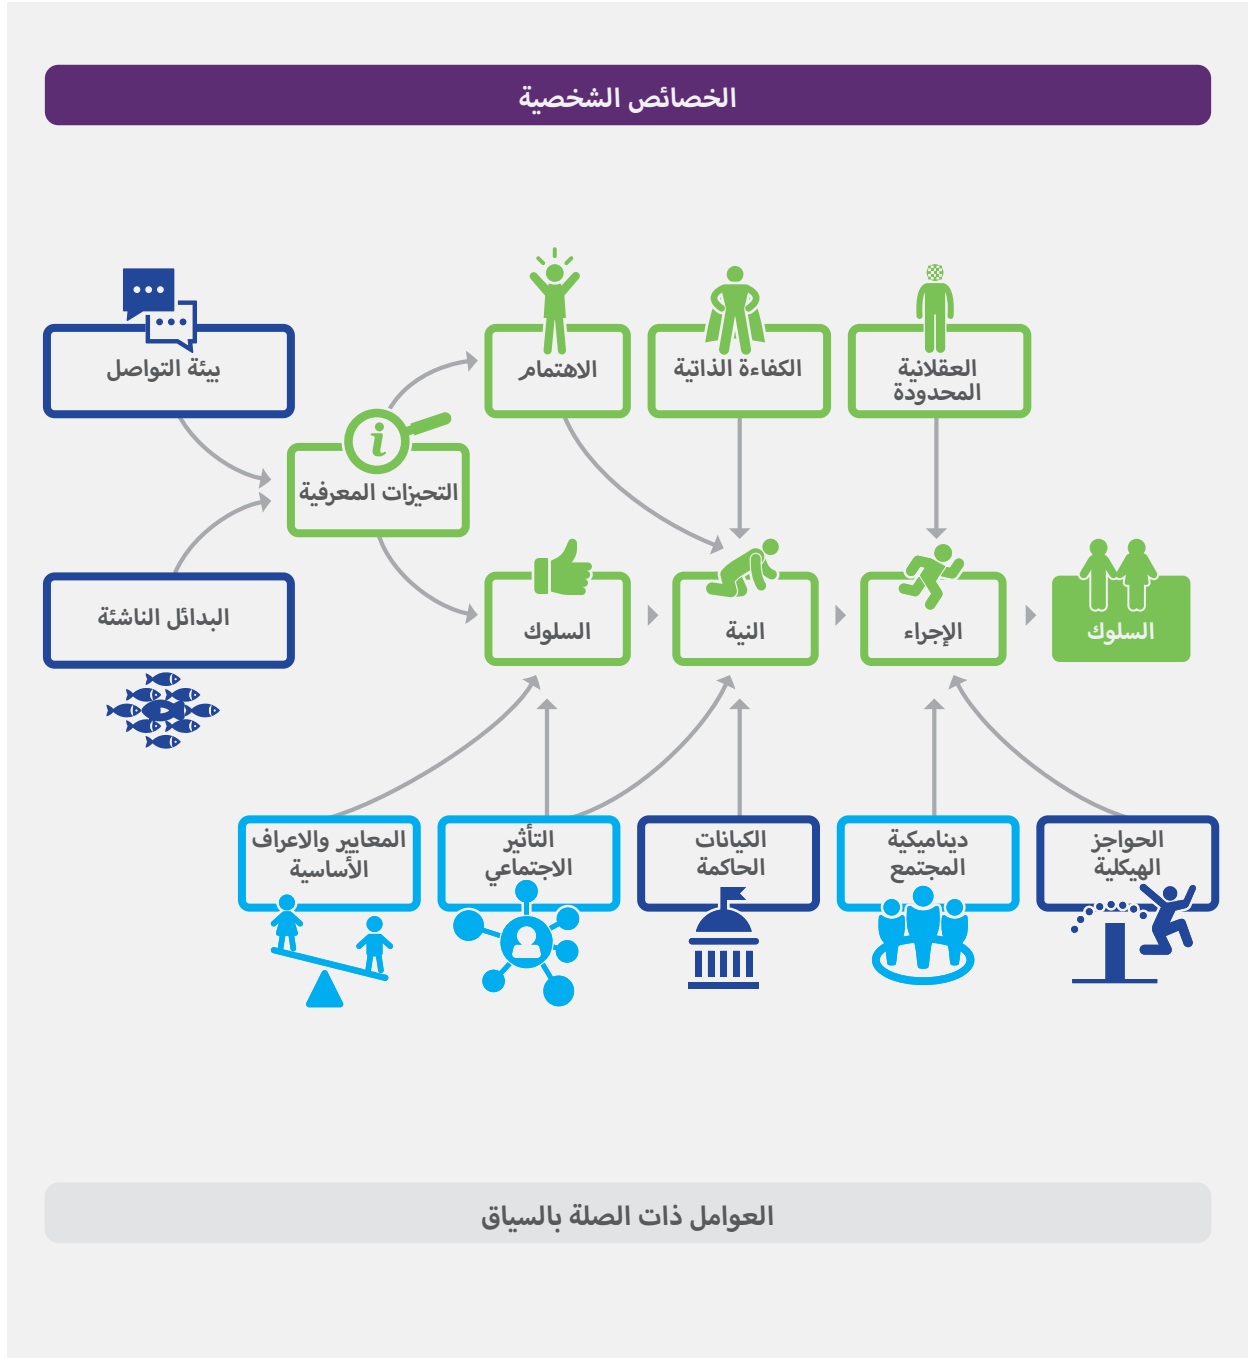 الخصائص الشخصية
بيئة التواصل
الاهتمام
الكفاءة الذاتية
العقلانية
المحدودة
التحيزات المعرفية
البدائل الناشئة
السلوك
النية
الإجراء
السلوك
المعايير والاعراف
الأساسية
التأثير
الاجتماعي
الكيانات
الحاكمة
ديناميكية
المجتمع
الحواجز
الهيكلية
العوامل ذات الصلة بالسياق